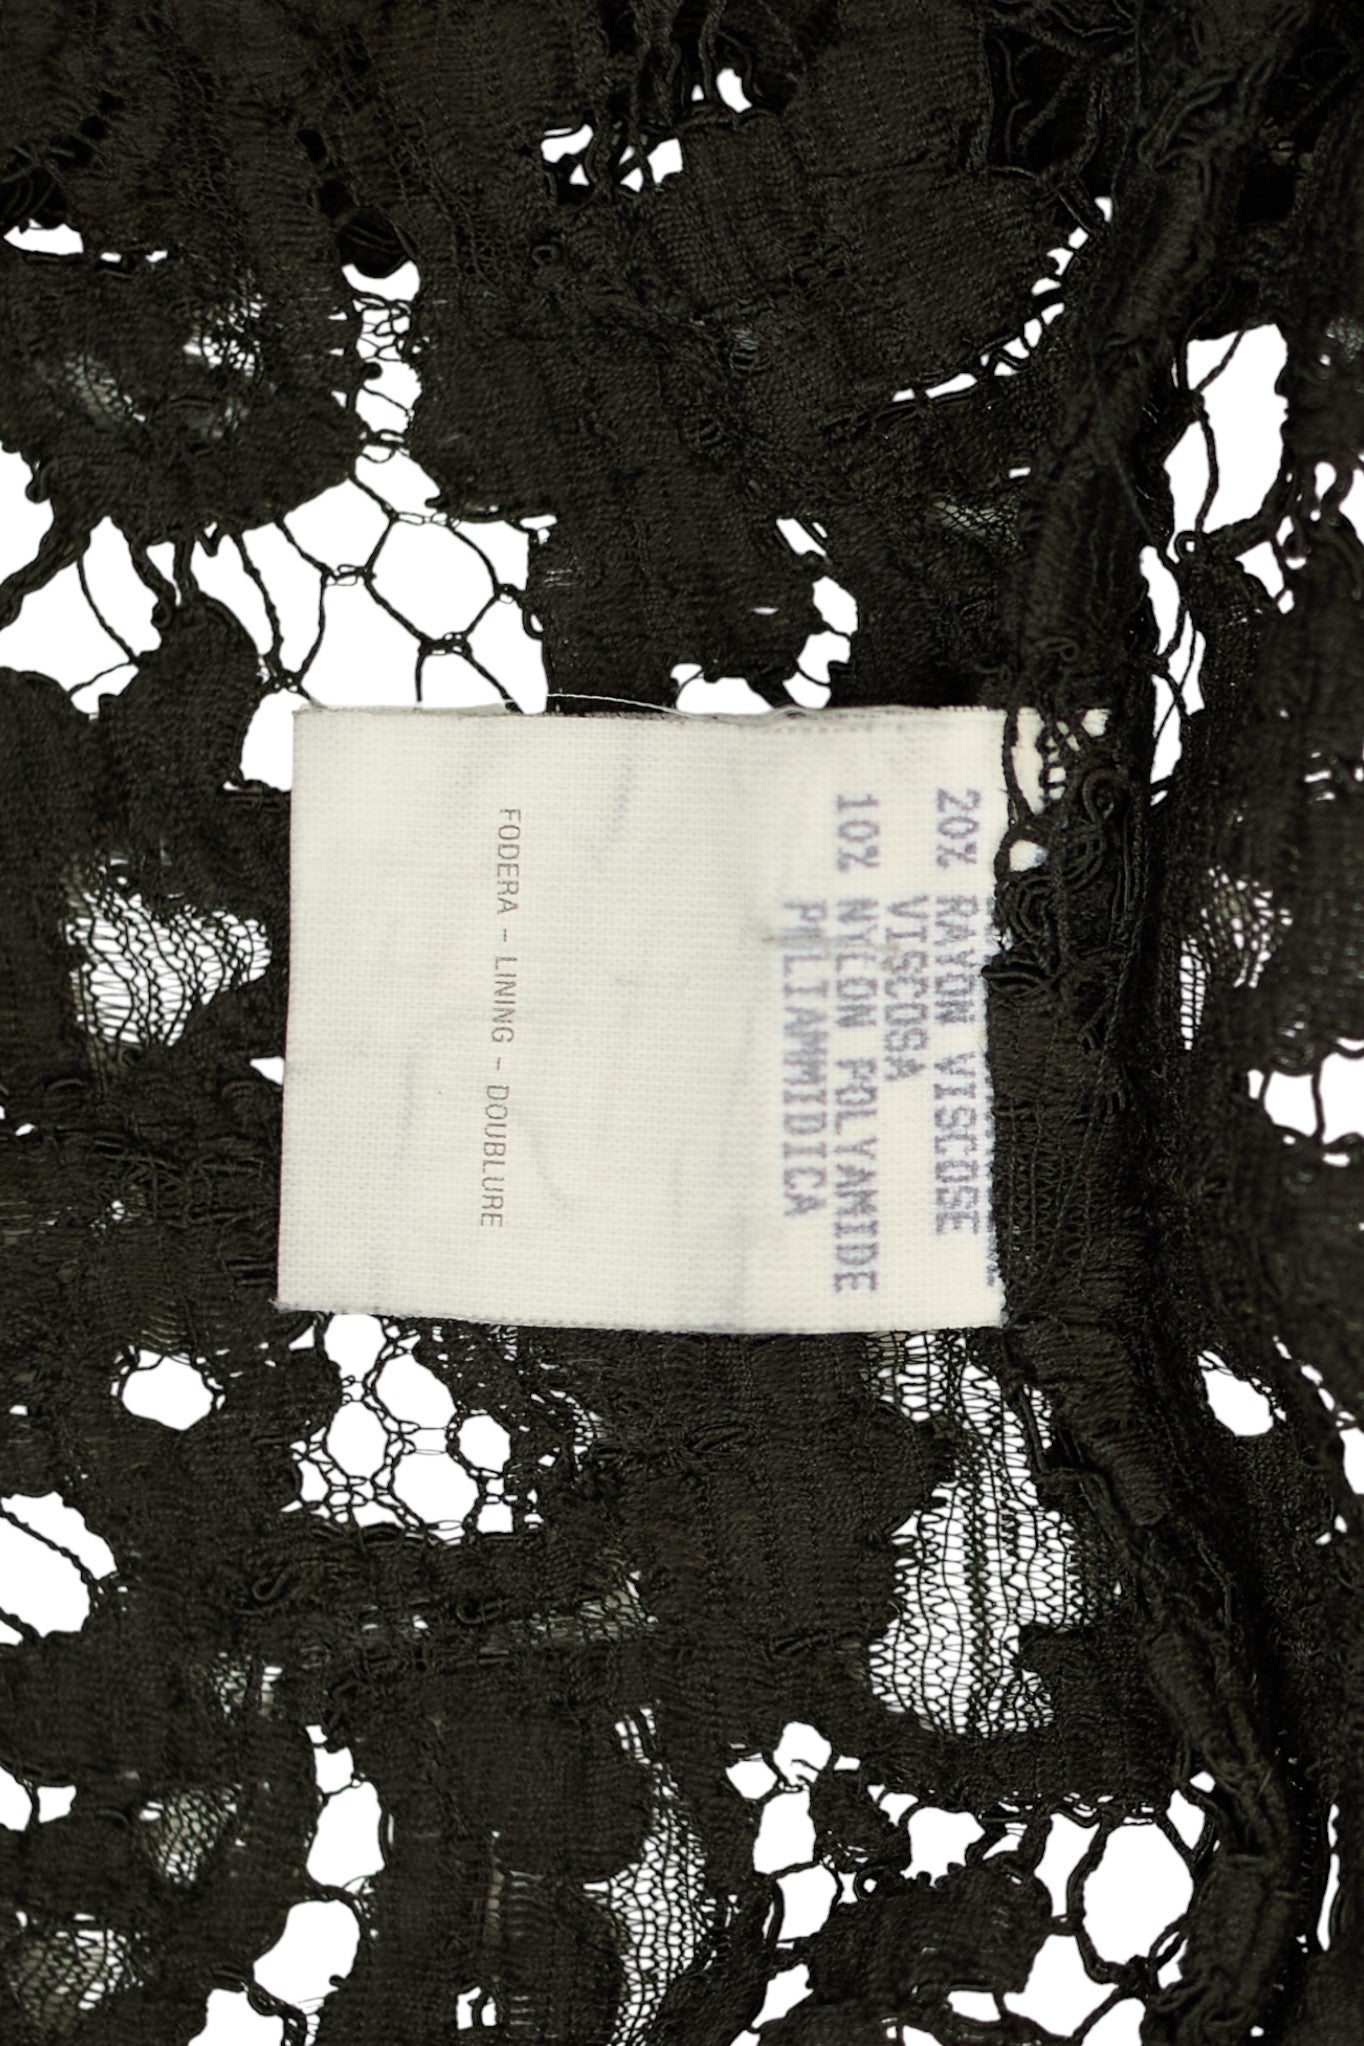 20% RAYON VISCOSE
VISCOSA
10% NYLON POLYAMIDE
POLIAMMIDICA
FODERA - LINING - DOUBLURE